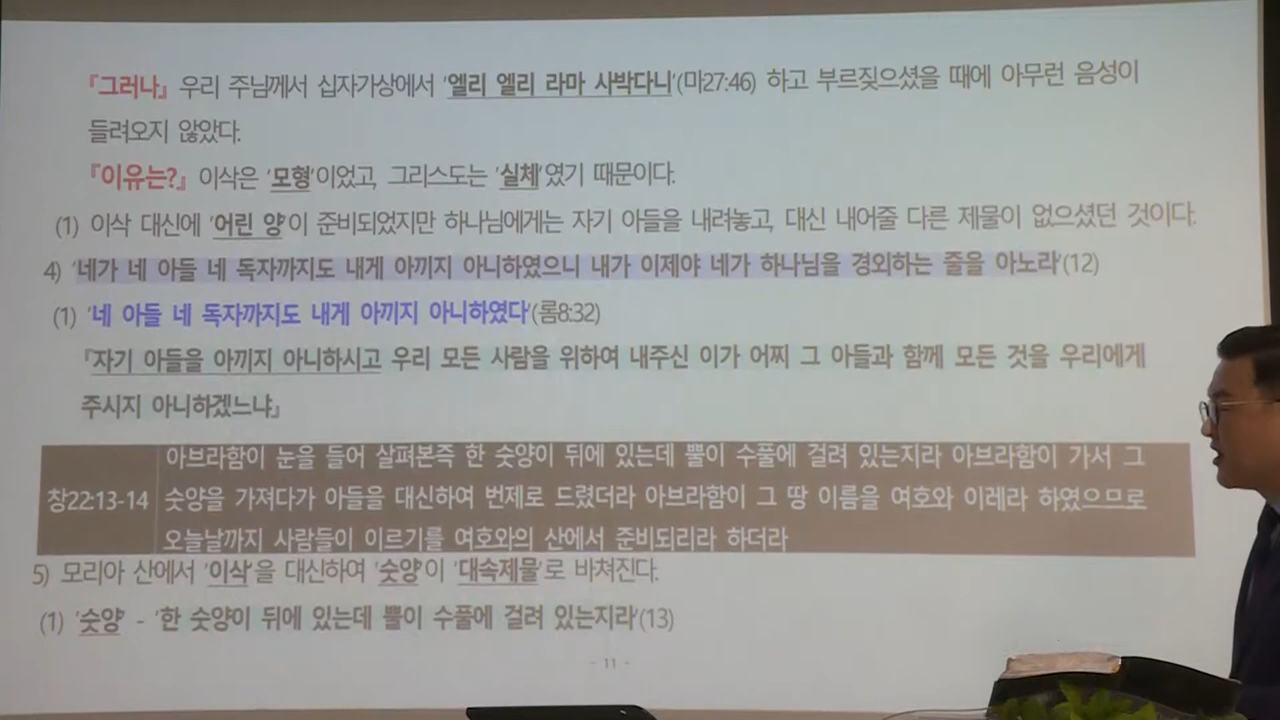 『그러나』 우리 주님께서 십자가상에서 '엘리 엘리 라마 사박다니'(마27:46) 하고 부르짖으셨을 때에 아무런 음성이
들려오지 않았다.
『이유는?』 이삭은 '모형'이었고, 그리스도는 '실체'였기 때문이다.
(1) 이삭 대신에 '어린 양'이 준비되었지만 하나님에게는 자기 아들을 내려놓고, 대신 내어줄 다른 제물이 없으셨던 것이다.
4) '네가 네 아들 네 독자까지도 내게 아끼지 아니하였으니 내가 이제야 네가 하나님을 경외하는 줄을 아노라'(12)
(1) '네 아들 네 독자까지도 내게 아끼지 아니하였다'(롬8:32)
『자기 아들을 아끼지 아니하시고 우리 모든 사람을 위하여 내주신 이가 어찌 그 아들과 함께 모든 것을 우리에게
주시지 아니하겠느냐』
아브라함이 눈을 들어 살펴본즉 한 숫양이 뒤에 있는데 뿔이 수풀에 걸려 있는지라 아브라함이 가서 그
창22:13-14 숫양을 가져다가 아들을 대신하여 번제로 드렸더라 아브라함이 그 땅 이름을 여호와 이레라 하였으므로
오늘날까지 사람들이 이르기를 여호와의 산에서 준비되리라 하더라
5) 모리아 산에서 '이삭'을 대신하여 '숫양'이 '대속제물'로 바쳐진다.
(1) '숫양' - '한 숫양이 뒤에 있는데 뿔이 수풀에 걸려 있는지라'(13)
- 11 -